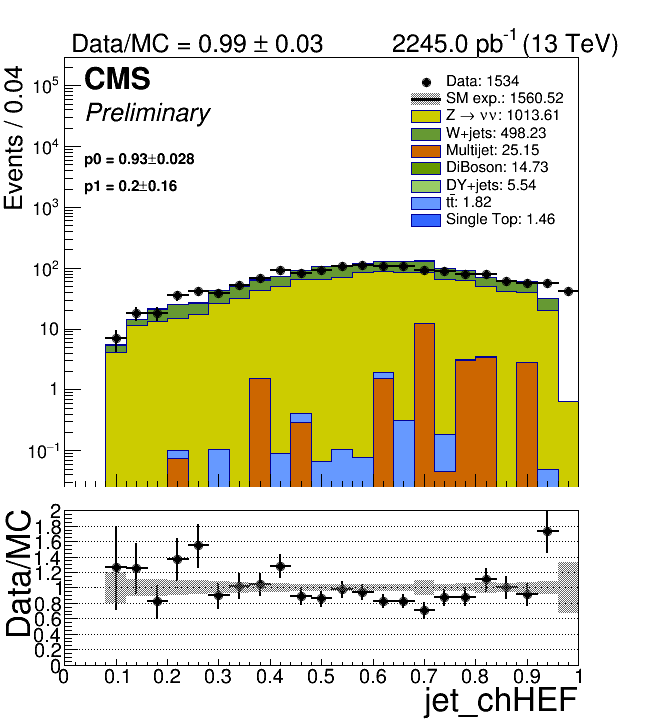 Data/MC = 0.99 ± 0.03
2245.0 pb⁻¹ (13 TeV)
CMS
Preliminary
p0 = 0.93±0.028
p1 = 0.2±0.16
Data: 1534
SM exp.: 1560.52
Z → νν: 1013.61
W+jets: 498.23
Multijet: 25.15
DiBoson: 14.73
DY+jets: 5.54
tt̄: 1.82
Single Top: 1.46
Events / 0.04
10⁵
10⁴
10³
10²
10
1
10⁻¹
Data/MC
2
1.8
1.6
1.4
1.2
1.0
0.8
0.6
0.4
0.2
0
0 0.1 0.2 0.3 0.4 0.5 0.6 0.7 0.8 0.9 1
jet_chHEF